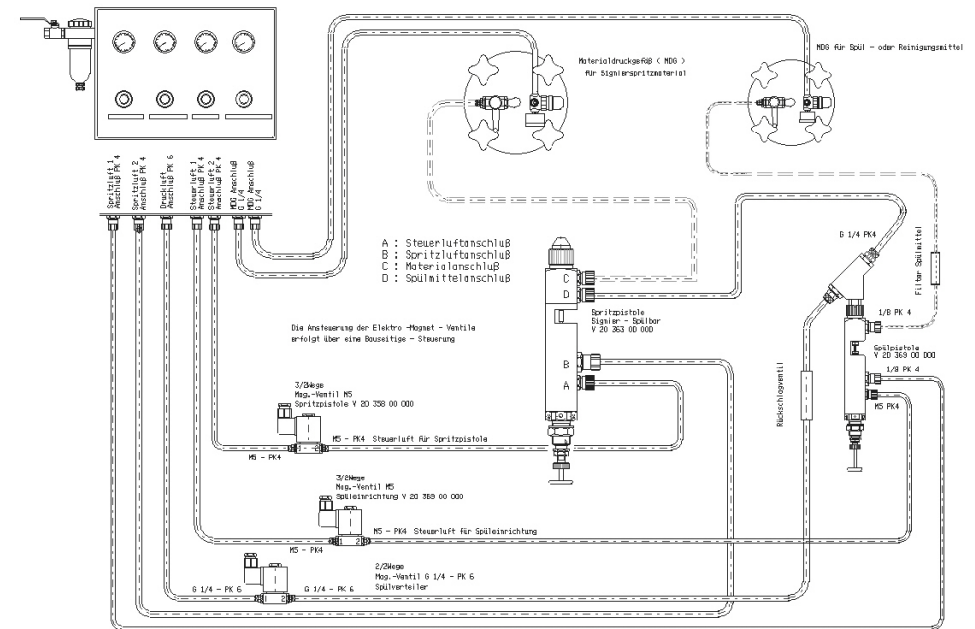 Materialdruckgefäß ( MDG )
für Signierspritzmaterial
MDG für Spül - oder Reinigungsmittel
Spritzluft 1
Anschluß PK 4
Spritzluft 2
Anschluß PK 4
Druckluft
Anschluß PK 6
Steuerluft 1
Anschluß PK 4
Steuerluft 2
Anschluß PK 4
MDG Anschluß
G 1/4
MDG Anschluß
G 1/4
A : Steuerluftanschluß
B : Spritzluftanschluß
C : Materialanschluß
D : Spülmittelanschluß
C
D
B
A
G 1/4 PK4
Filter Spülmittel
Spritzpistole
Signier - Spülbar
V 20 363 00 000
1/8 PK 4
Spülpistole
V 20 369 00 000
1/8 PK 4
M5 PK4
Rückschlagventil
Die Ansteuerung der Elektro -Magnet - Ventile
erfolgt über eine Bauseitige - Steuerung
3/2Wege
Mag.-Ventil M5
Spritzpistole V 20 358 00 000
M5 - PK4
M5 - PK4 Steuerluft für Spritzpistole
3/2Wege
Mag.-Ventil M5
Spüleinrichtung V 20 369 00 000
1 2
M5 - PK4
M5 - PK4 Steuerluft für Spüleinrichtung
2/2Wege
Mag.-Ventil G 1/4 - PK 6
Spülverteiler
G 1/4 - PK 6
G 1/4 - PK 6